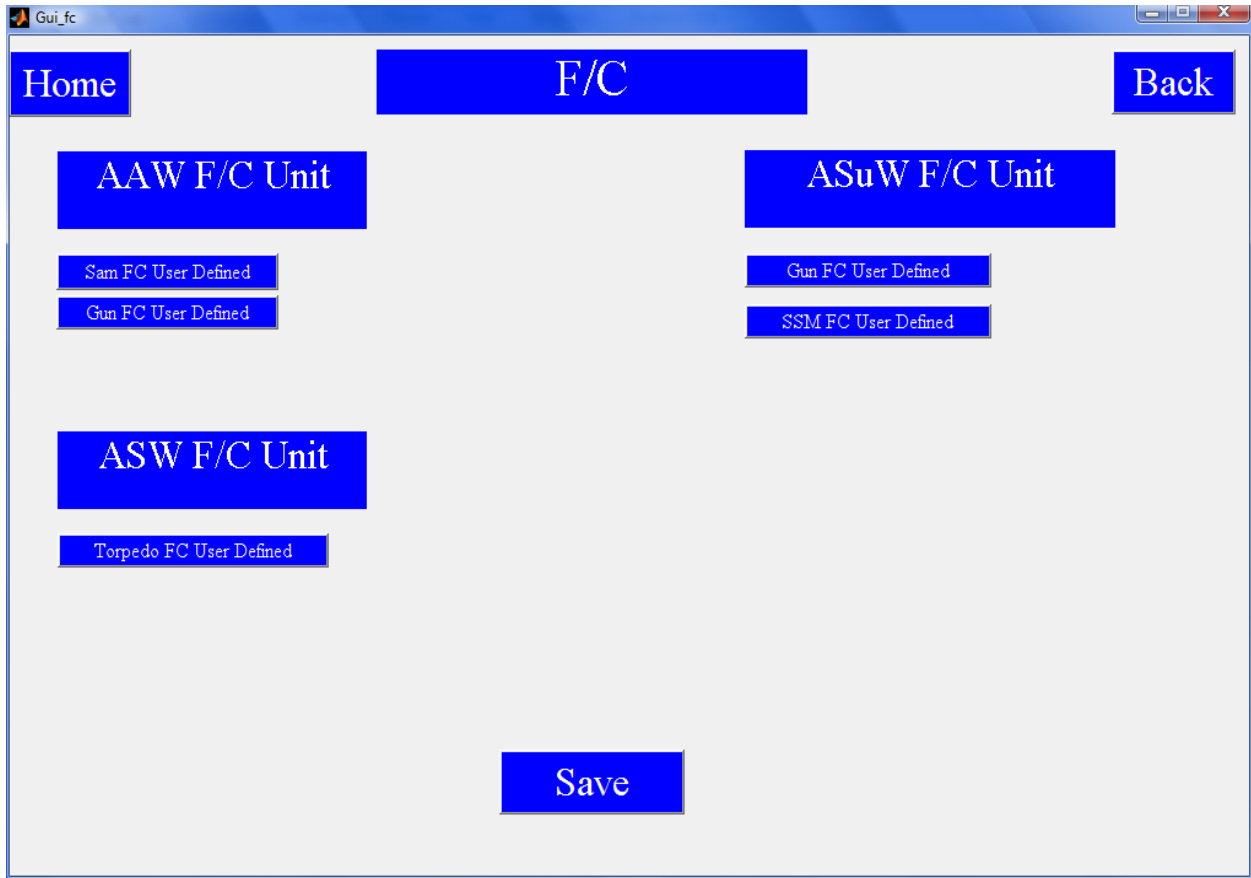 Gui_fc
Home
F/C
Back
AAW F/C Unit
ASuW F/C Unit
Sam FC User Defined
Gun FC User Defined
Gun FC User Defined
SSM FC User Defined
ASW F/C Unit
Torpedo FC User Defined
Save